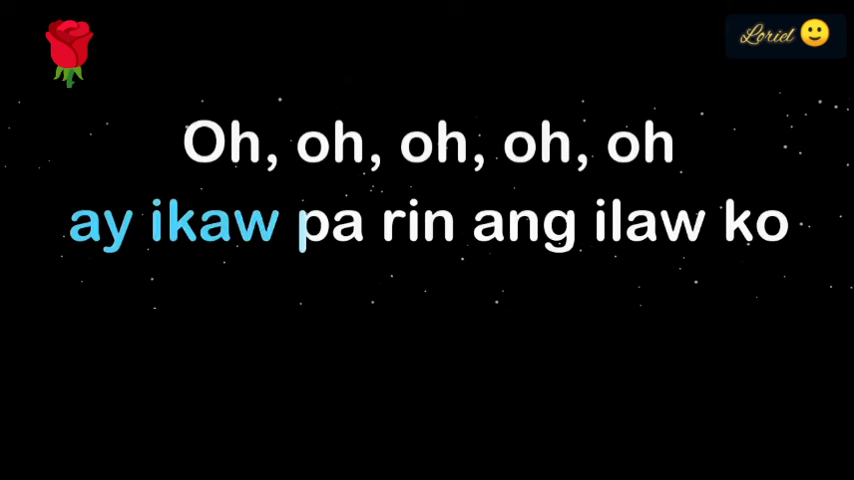 Loriel
Oh, oh, oh, oh, oh
ay ikaw pa rin ang ilaw ko